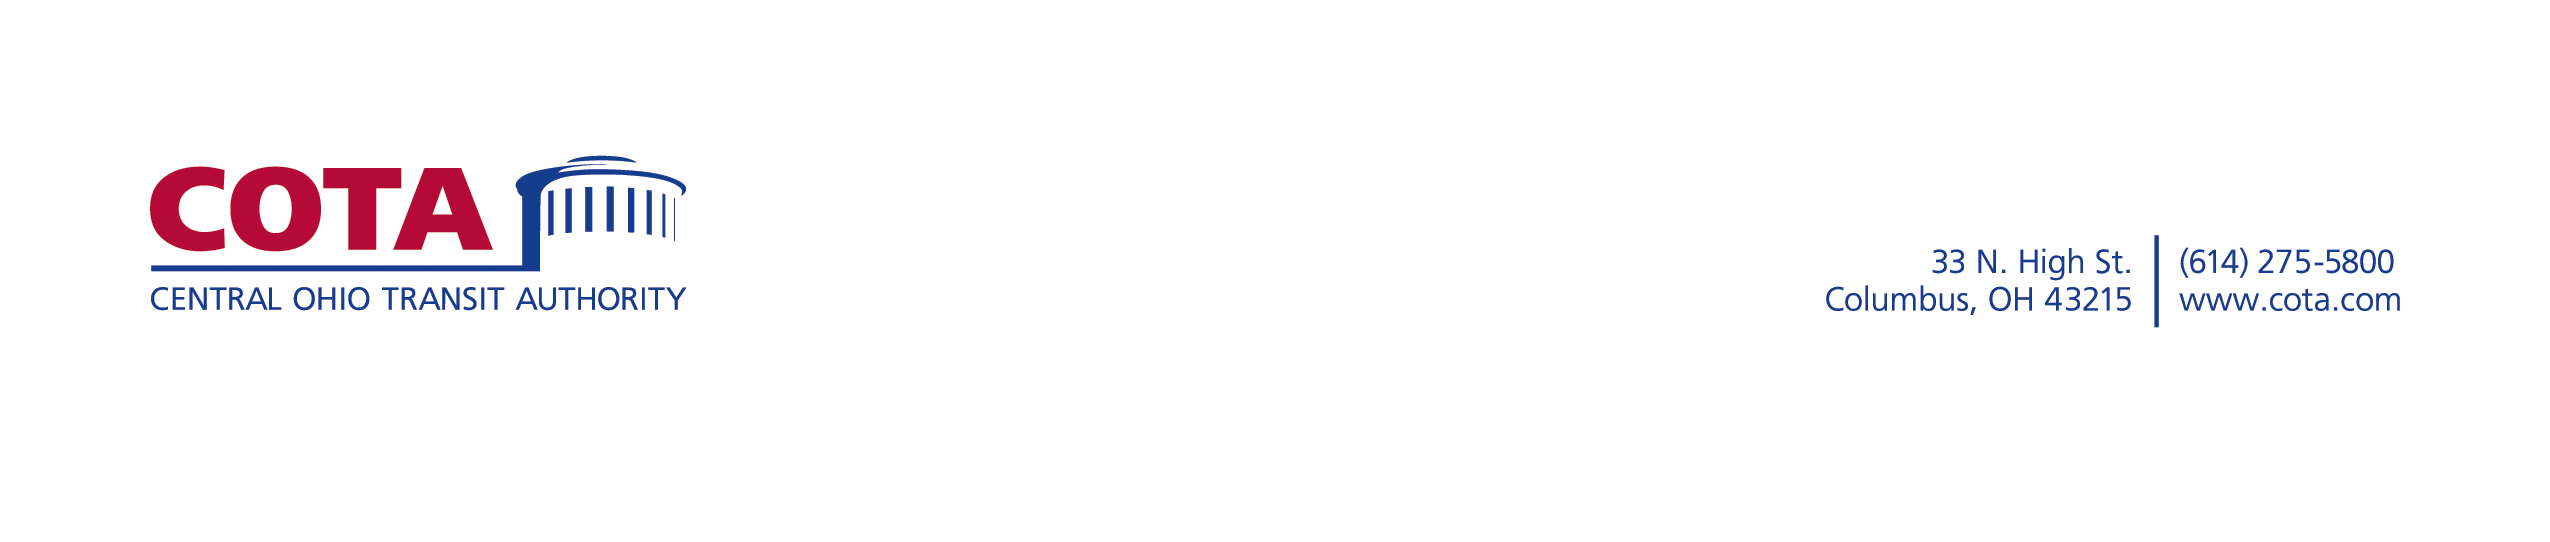 COTA
CENTRAL OHIO TRANSIT AUTHORITY
33 N. High St.
Columbus, OH 43215
(614) 275-5800
www.cota.com